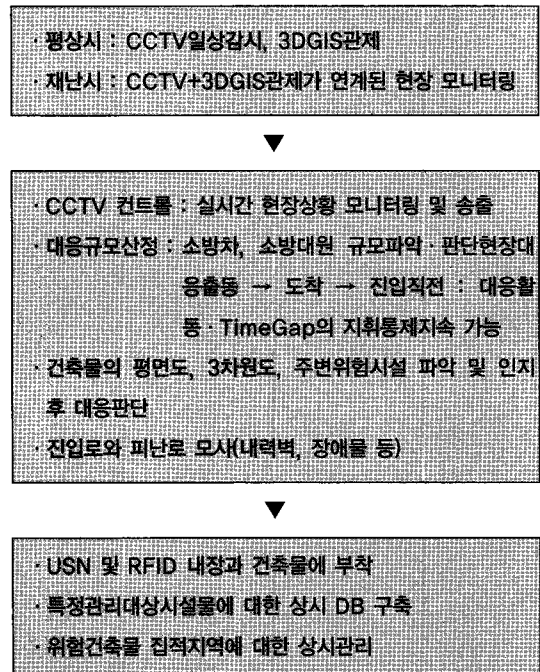 · 평상시 : CCTV일상감시, 3DGIS관제
· 재난시 : CCTV+3DGIS관제가 연계된 현장 모니터링
▼
· CCTV 컨트롤 : 실시간 현장상황 모니터링 및 송출
· 대응규모산정 : 소방차, 소방대원 규모파악 · 판단현장대
응출동 → 도착 → 진입직전 : 대응활
동 · TimeGap의 지휘통제지속 가능
· 건축물의 평면도, 3차원도, 주변위험시설 파악 및 인지
후 대응판단
· 진입로와 피난로 모사(내력벽, 장애물 등)
▼
· USN 및 RFID 내장과 건축물에 부착
· 특정관리대상시설물에 대한 상시 DB 구축
· 위험건축물 집적지역에 대한 상시관리